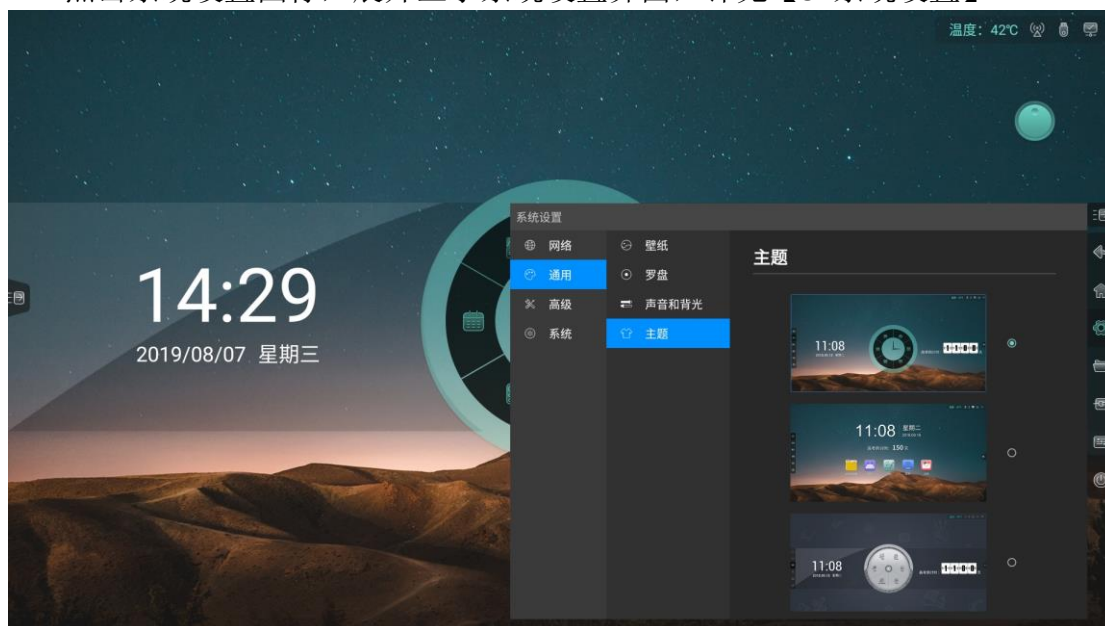 温度：42℃
系统设置
网络
通用
高级
系统
壁纸
罗盘
声音和背光
主题
主题
14:29
2019/08/07 星期三
11:08
11:08 星期二
150
11:08